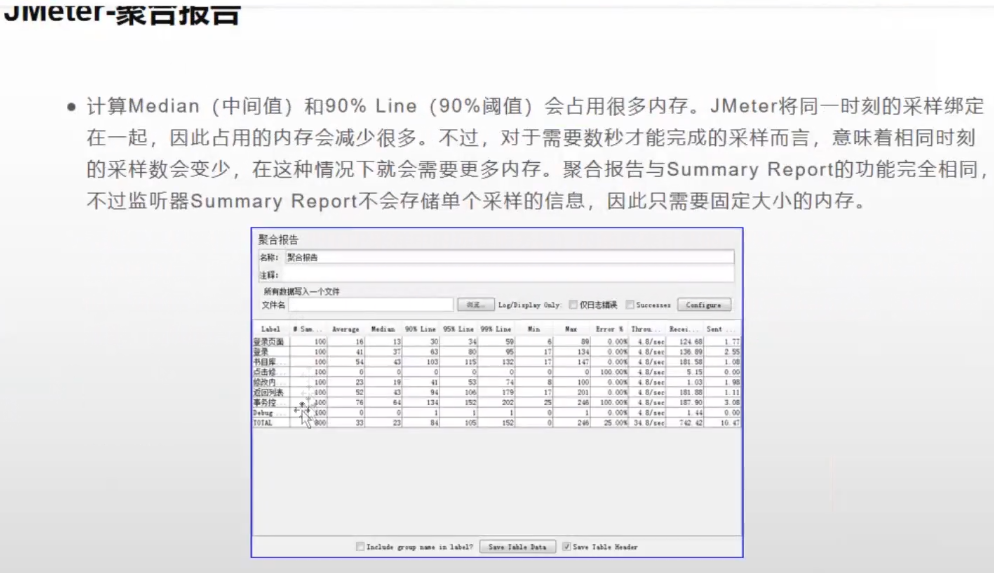 JMeter-聚合报告
● 计算Median（中间值）和90% Line（90%阈值）会占用很多内存。JMeter将同一时刻的采样绑定
在一起，因此占用的内存会减少很多。不过，对于需要数秒才能完成的采样而言，意味着相同时刻
的采样数会变少，在这种情况下就会需要更多内存。聚合报告与Summary Report的功能完全相同，
不过监听器Summary Report不会存储单个采样的信息，因此只需要固定大小的内存。
聚合报告
名称： 聚合报告
注释：
所有数据写入一个文件
文件名 浏览... Log/Display Only: 仅日志错误 Successes Configure
Label # Sam... Average Median 90% Line 95% Line 99% Line Min Max Error % Throu... Recei... Sent ...
登录页面 100 16 13 30 34 59 6 89 0.00% 4.8/sec 124.68 1.77
登录 100 41 37 63 80 95 17 134 0.00% 4.8/sec 136.89 2.55
书目库... 100 54 43 103 115 132 17 147 0.00% 4.8/sec 181.58 1.08
点击修... 100 0 0 0 0 0 0 0 100.00% 4.8/sec 5.15 0.00
修改内... 100 23 19 41 53 74 8 100 0.00% 4.8/sec 1.03 1.98
返回列表 100 52 43 94 106 179 17 201 0.00% 4.8/sec 181.88 1.11
事务控... 100 76 64 134 152 202 25 246 100.00% 4.8/sec 187.90 3.08
Debug ... 100 0 0 1 1 1 0 1 0.00% 4.8/sec 1.44 0.00
TOTAL 800 33 23 84 105 152 0 246 25.00% 34.8/sec 742.42 10.47
Include group name in label? Save Table Data Save Table Header